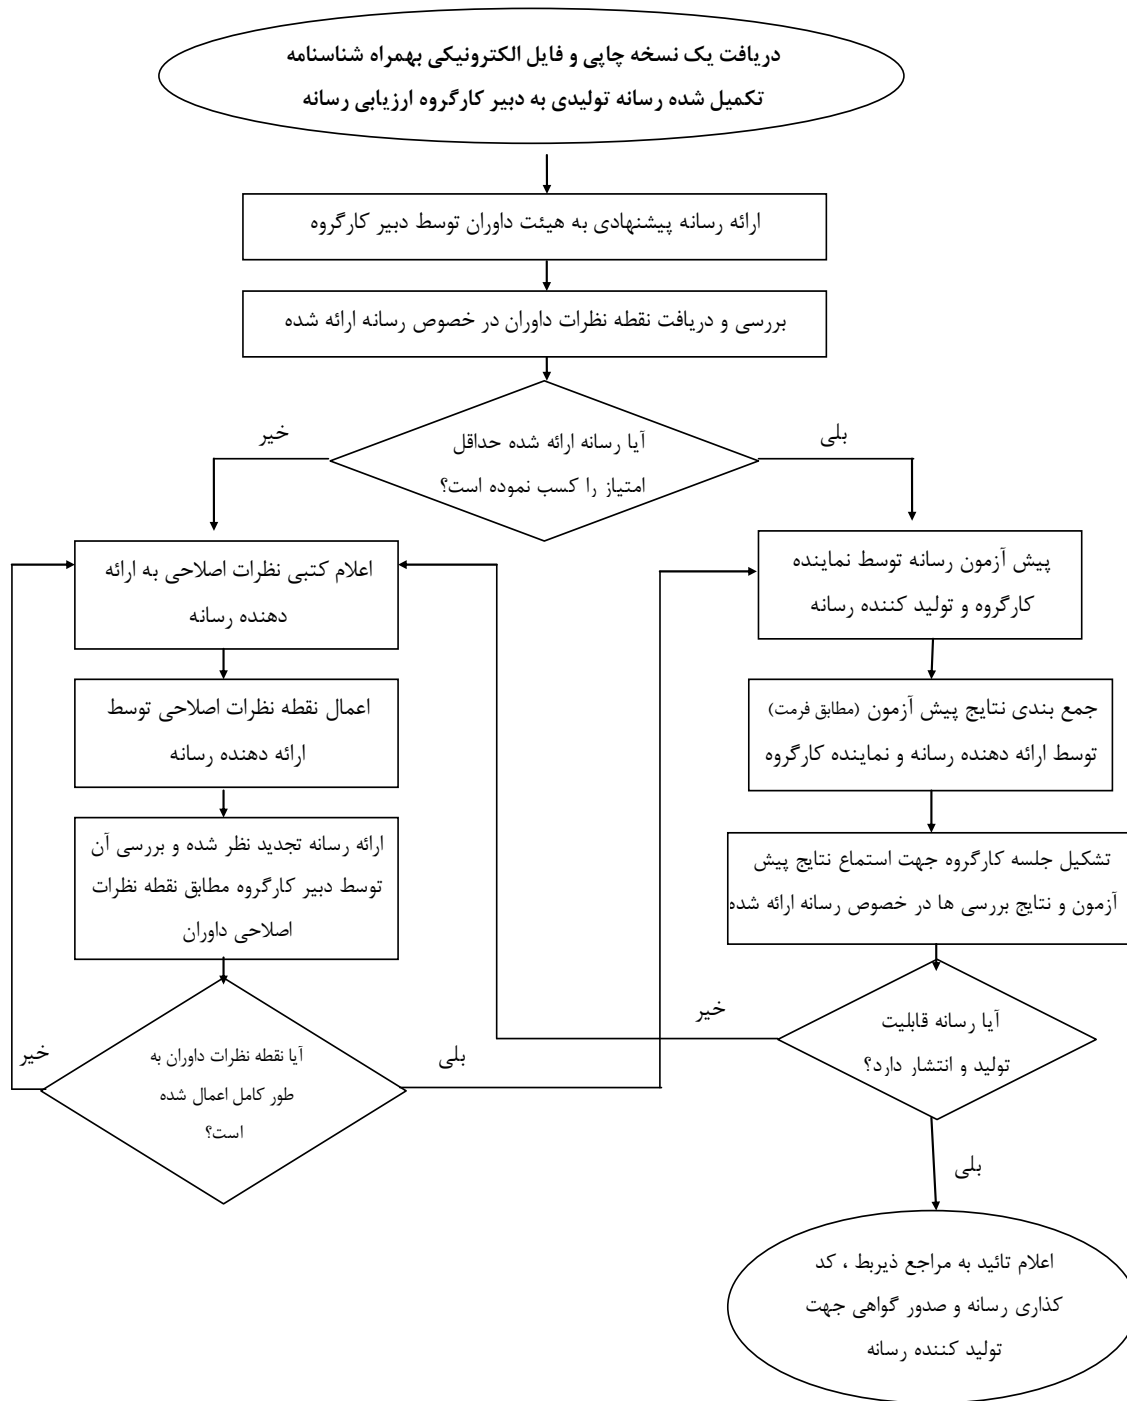 دریافت یک نسخه چاپی و فایل الکترونیکی بهمراه شناسنامه
تکمیل شده رسانه تولیدی به دبیر کارگروه ارزیابی رسانه
ارائه رسانه پیشنهادی به هیئت داوران توسط دبیر کارگروه
بررسی و دریافت نقطه نظرات داوران در خصوص رسانه ارائه شده
آیا رسانه ارائه شده حداقل
امتیاز را کسب نموده است؟
بلی
خیر
پیش آزمون رسانه توسط نماینده
کارگروه و تولید کننده رسانه
جمع بندی نتایج پیش آزمون (مطابق فرمت)
توسط ارائه دهنده رسانه و نماینده کارگروه
تشکیل جلسه کارگروه جهت استماع نتایج پیش
آزمون و نتایج بررسی ها در خصوص رسانه ارائه شده
آیا رسانه قابلیت
تولید و انتشار دارد؟
خیر
بلی
اعلام تائید به مراجع ذیربط ، کد
کذاری رسانه و صدور گواهی جهت
تولید کننده رسانه
اعلام کتبی نظرات اصلاحی به ارائه
دهنده رسانه
اعمال نقطه نظرات اصلاحی توسط
ارائه دهنده رسانه
ارائه رسانه تجدید نظر شده و بررسی آن
توسط دبیر کارگروه مطابق نقطه نظرات
اصلاحی داوران
آیا نقطه نظرات داوران به
طور کامل اعمال شده
است؟
بلی
خیر